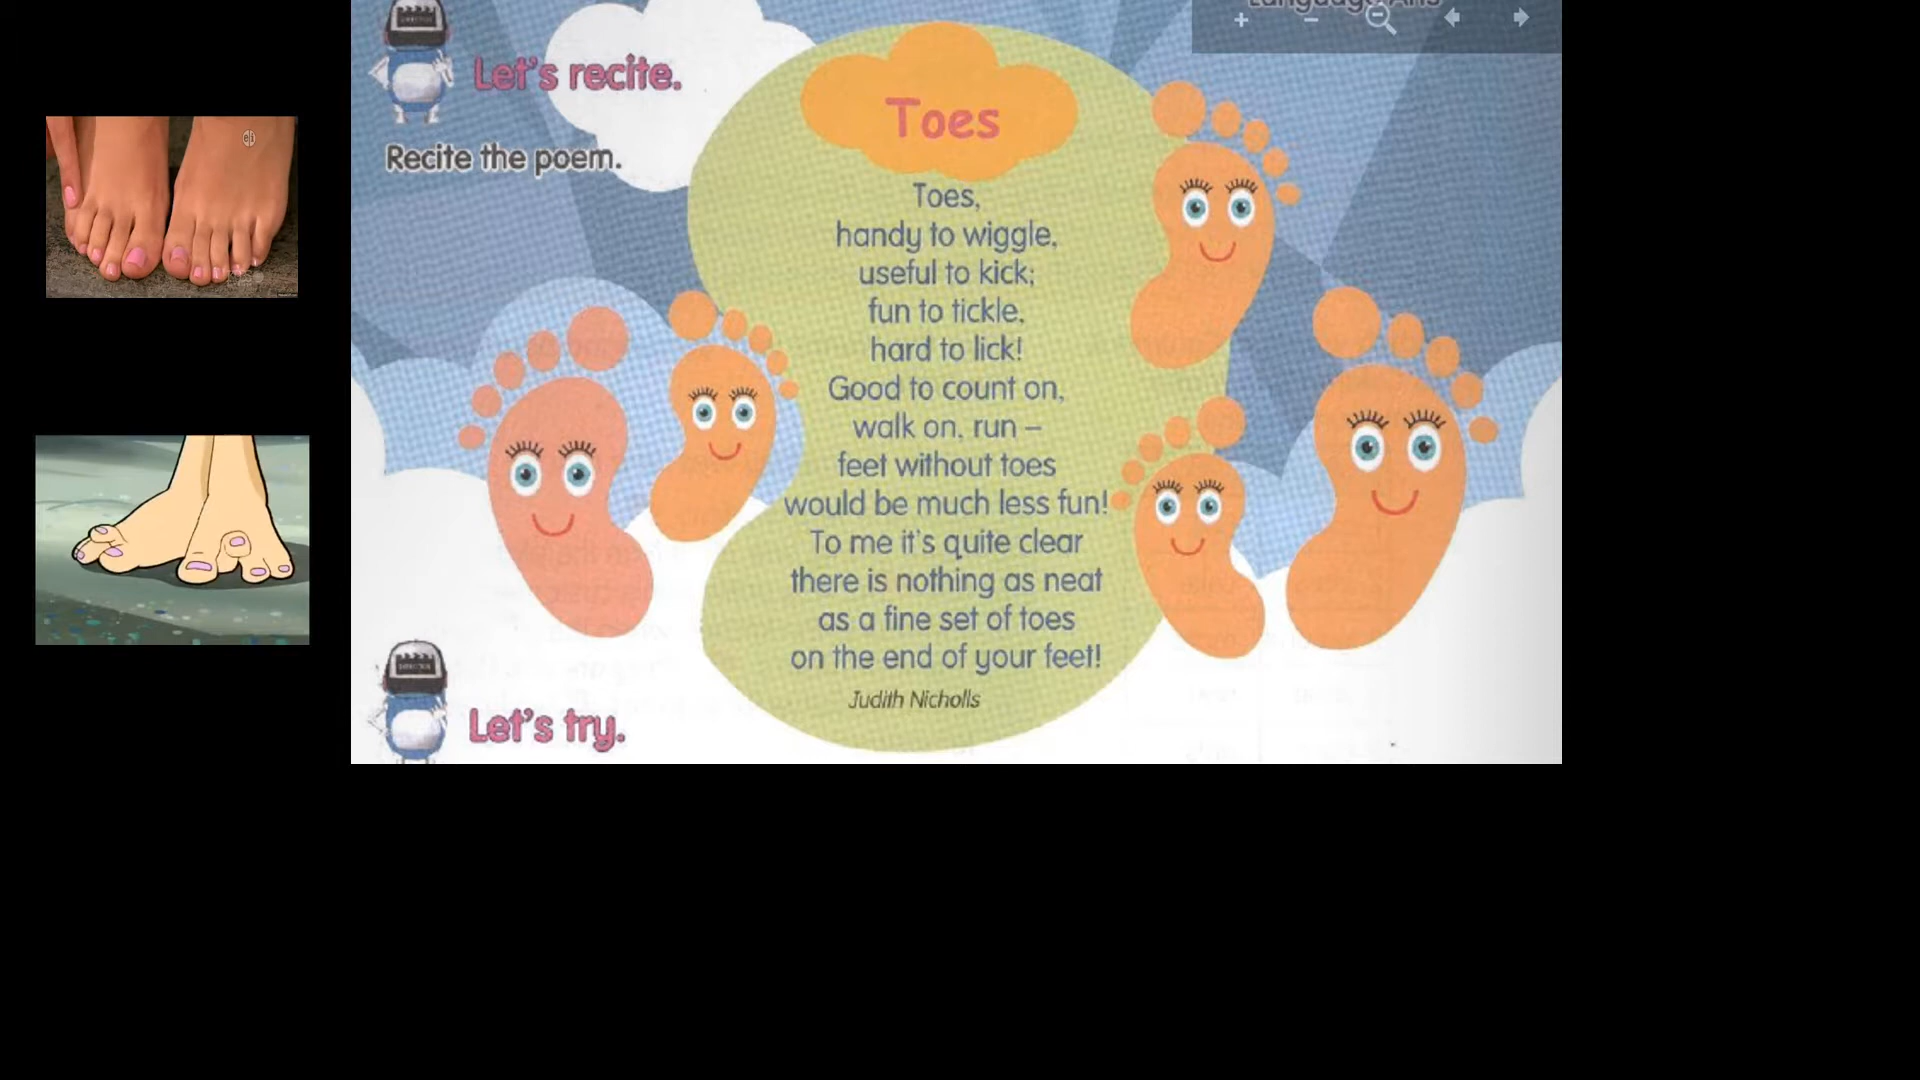 Language Arts
Let's recite.
Recite the poem.
Toes
Toes,
handy to wiggle,
useful to kick;
fun to tickle,
hard to lick!
Good to count on,
walk on, run –
feet without toes
would be much less fun!
To me it's quite clear
there is nothing as neat
as a fine set of toes
on the end of your feet!
Judith Nicholls
Let's try.